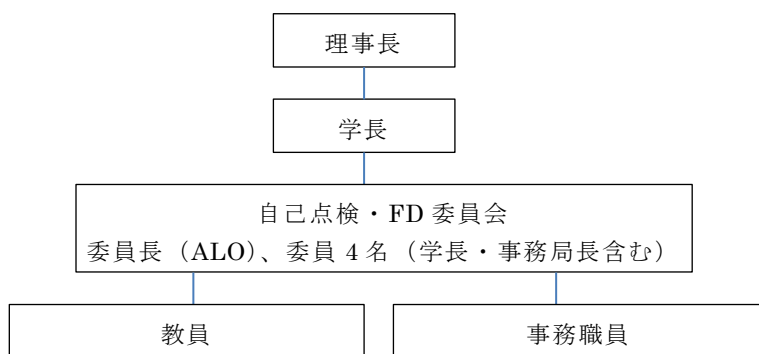 理事長
学長
自己点検・FD 委員会
委員長（ALO）、委員 4 名（学長・事務局長含む）
教員
事務職員